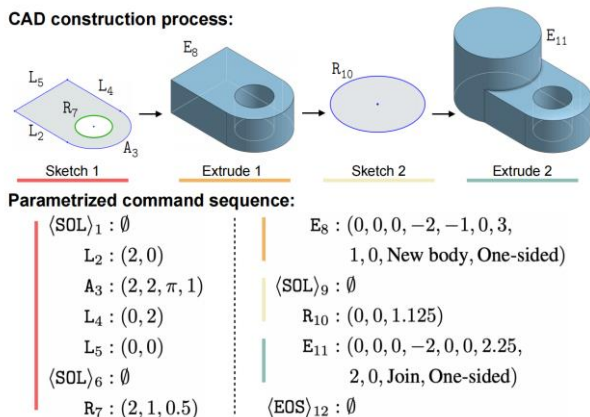 CAD construction process:
L₅
L₄
R₇
L₂
A₃
E₈
R₁₀
E₁₁
Sketch 1
Extrude 1
Sketch 2
Extrude 2
Parametrized command sequence:
⟨SOL⟩₁ : ∅
L₂ : (2, 0)
A₃ : (2, 2, π, 1)
L₄ : (0, 2)
L₅ : (0, 0)
⟨SOL⟩₆ : ∅
R₇ : (2, 1, 0.5)
E₈ : (0, 0, 0, −2, −1, 0, 3,
1, 0, New body, One-sided)
⟨SOL⟩₉ : ∅
R₁₀ : (0, 0, 1.125)
E₁₁ : (0, 0, 0, −2, 0, 0, 2.25,
2, 0, Join, One-sided)
⟨EOS⟩₁₂ : ∅